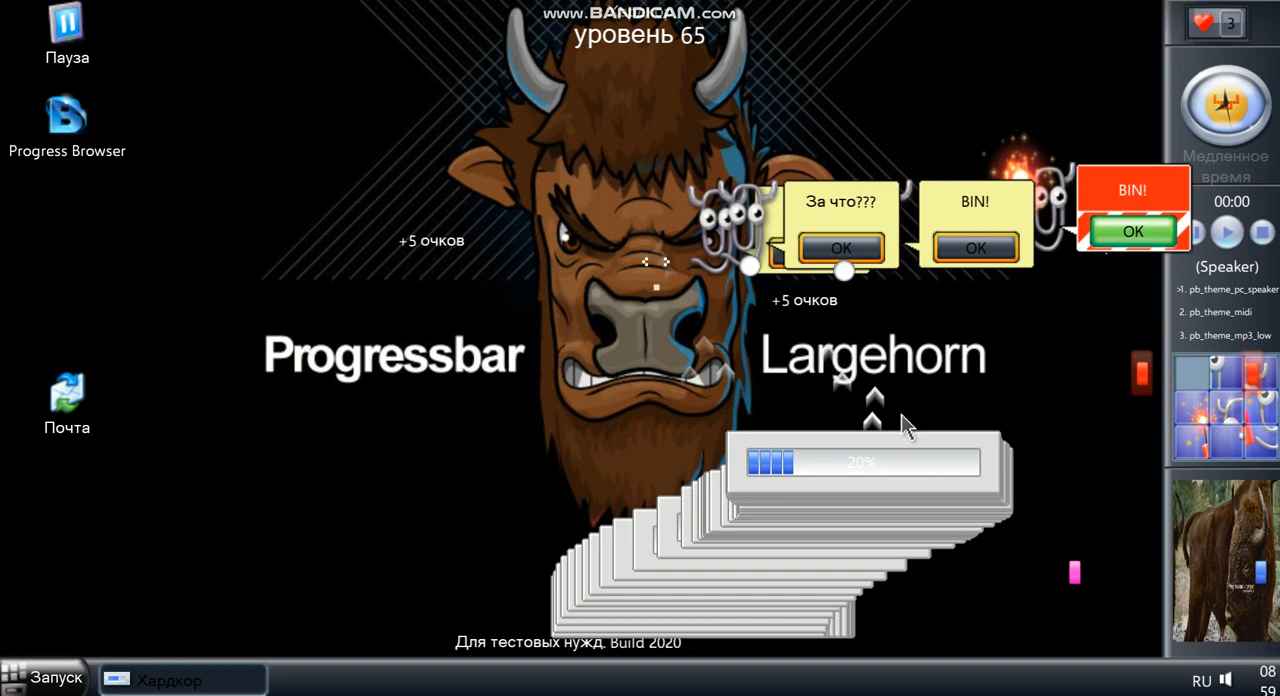 www.BANDICAM.com
уровень 65
Пауза
Progress Browser
Почта
3
Медленное
время
00:00
(Speaker)
>1. pb_theme_pc_speaker
2. pb_theme_midi
3. pb_theme_mp3_low
За что???
OK
BIN!
OK
BIN!
OK
+5 очков
+5 очков
Progressbar
Largehorn
20%
Для тестовых нужд. Build 2020
Запуск
Хардкор
RU
08
59